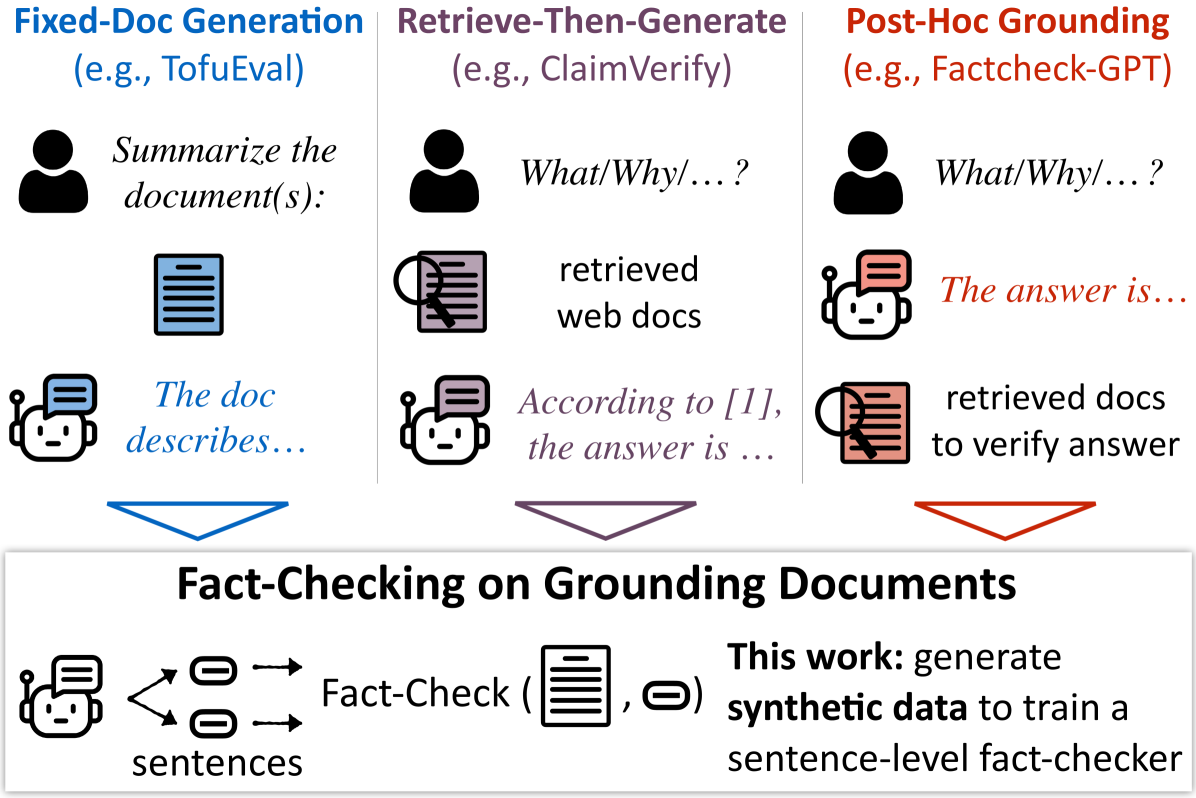 Fixed-Doc Generation
(e.g., TofuEval)
Summarize the
document(s):
The doc
describes…
Retrieve-Then-Generate
(e.g., ClaimVerify)
What/Why/…?
retrieved
web docs
According to [1],
the answer is …
Post-Hoc Grounding
(e.g., Factcheck-GPT)
What/Why/…?
The answer is…
retrieved docs
to verify answer
Fact-Checking on Grounding Documents
sentences
Fact-Check ( , )
This work: generate
synthetic data to train a
sentence-level fact-checker